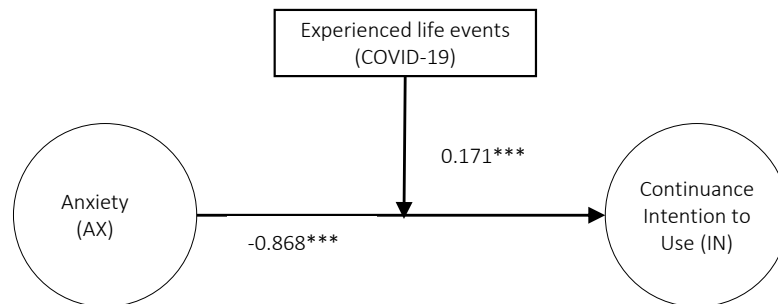 Experienced life events
(COVID-19)
0.171***
Anxiety
(AX)
Continuance
Intention to
Use (IN)
-0.868***